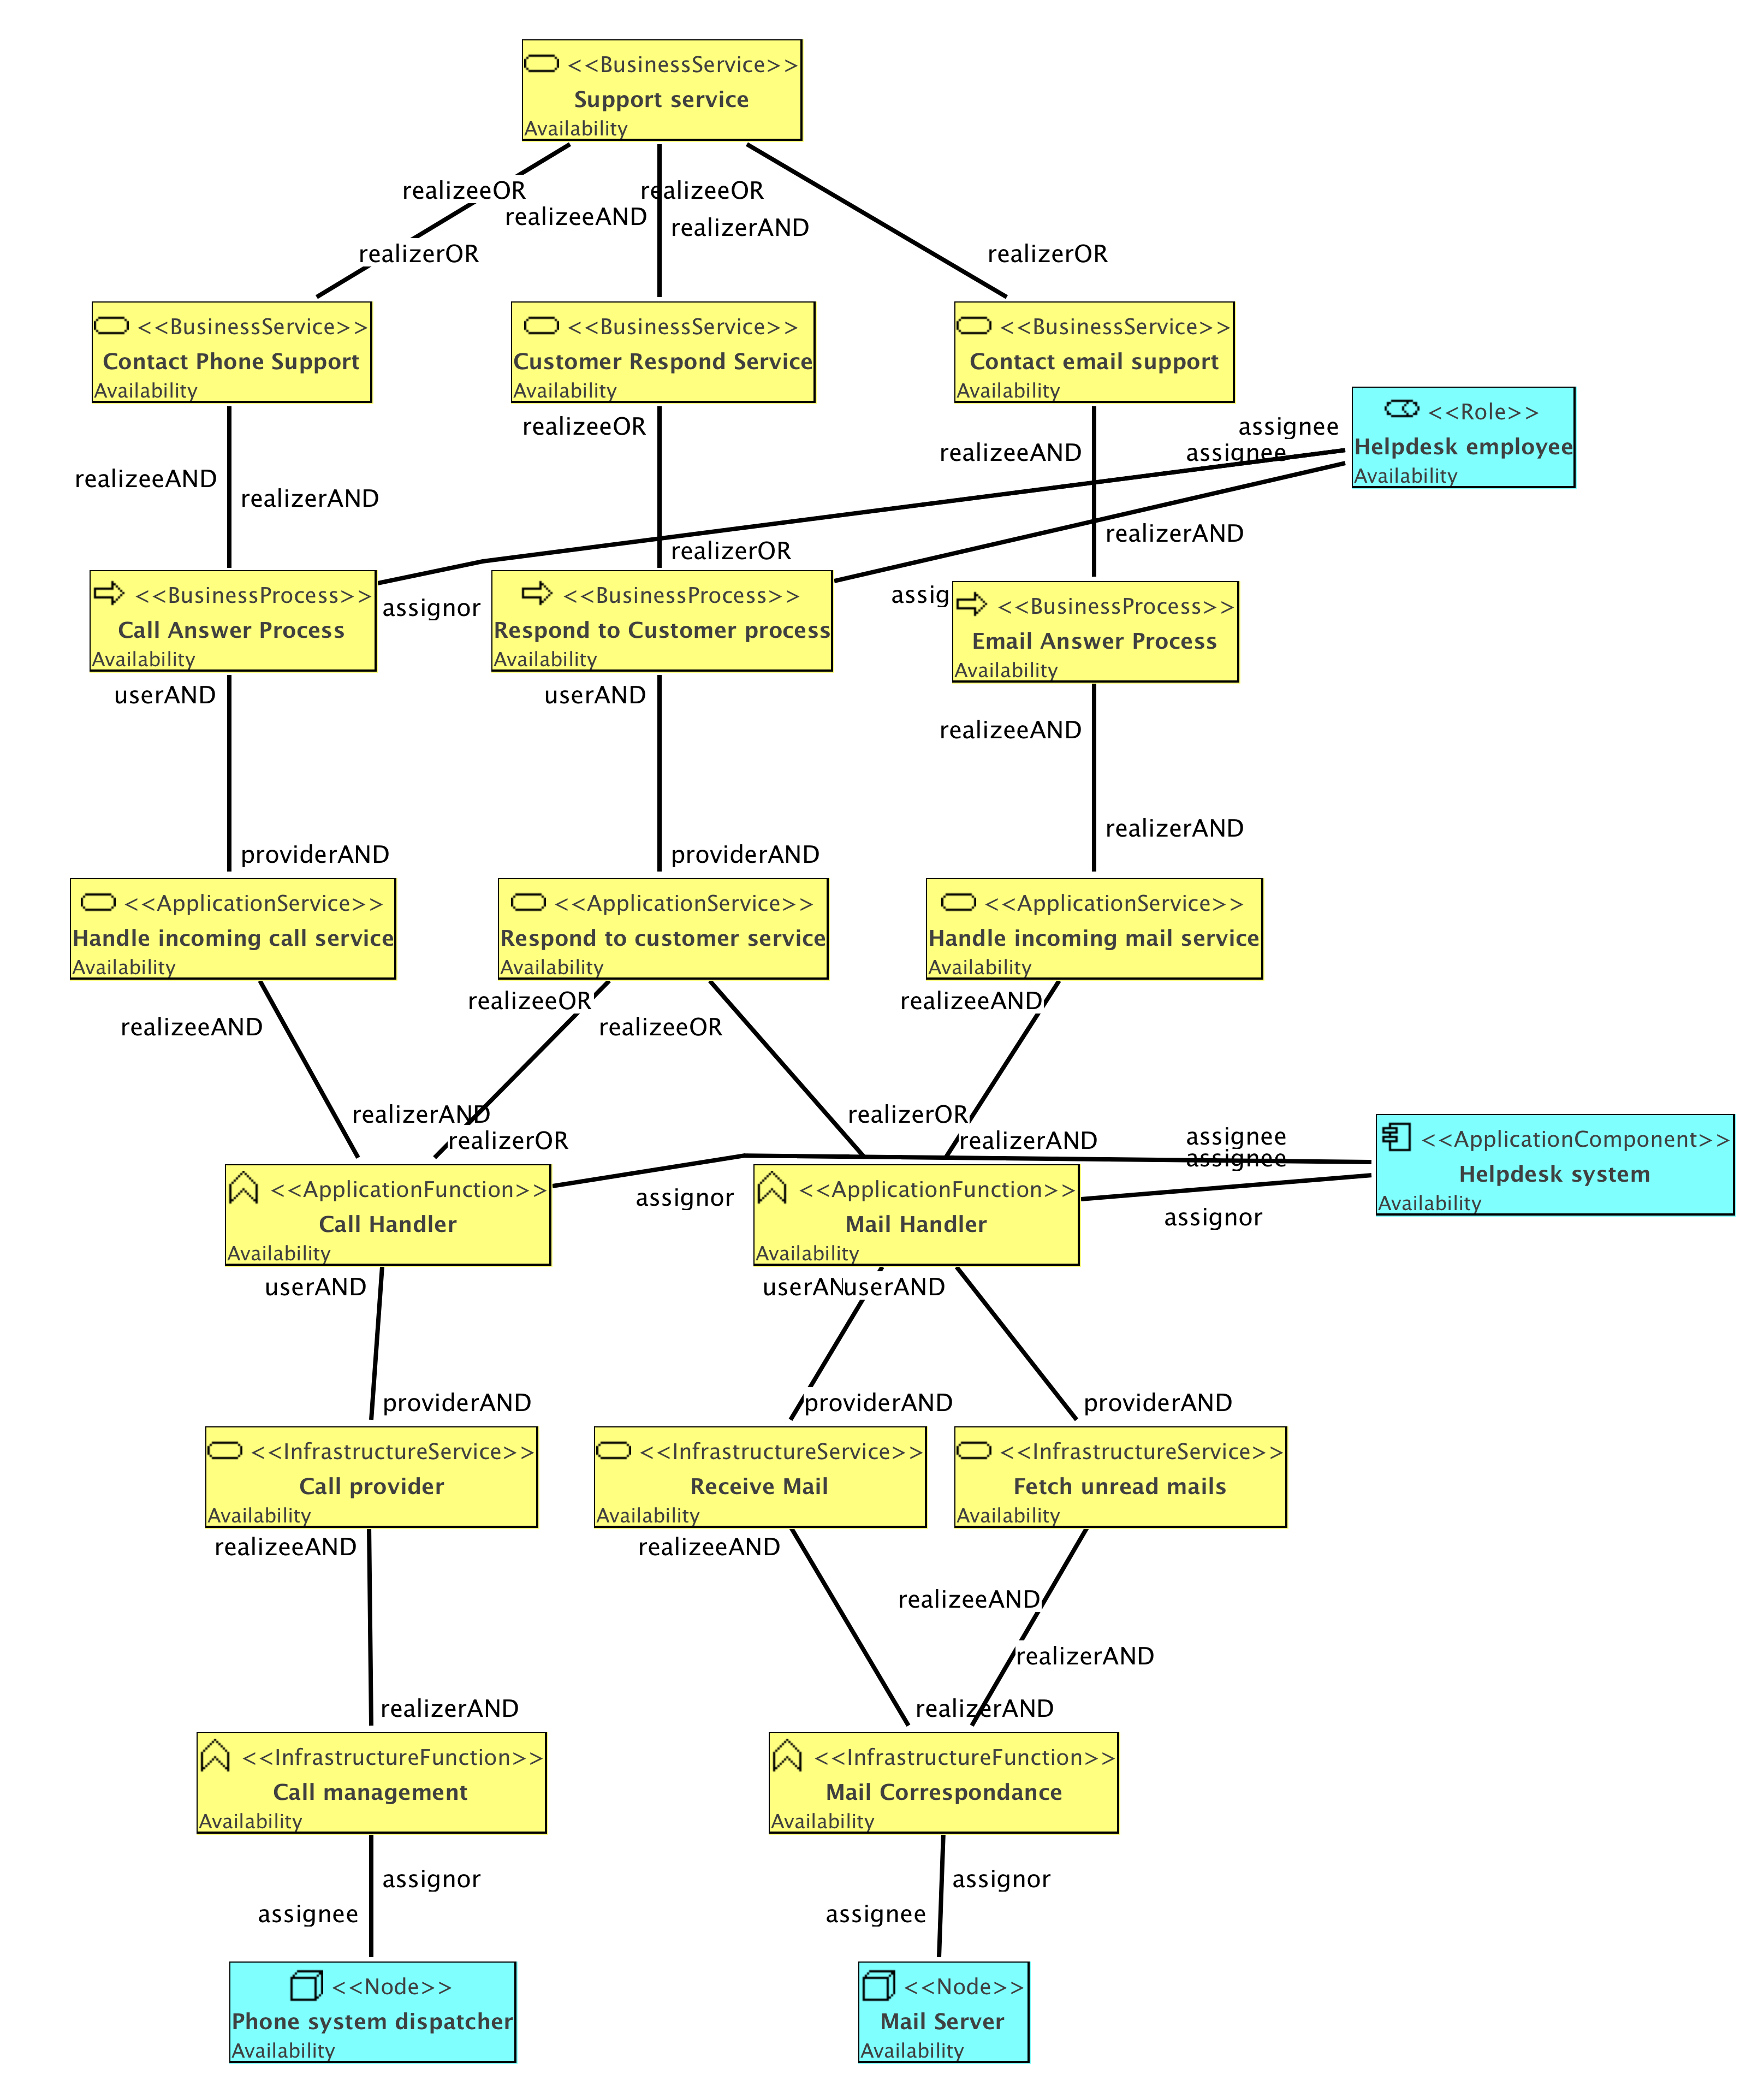 <<BusinessService>>
Support service
Availability
realizeeOR
realizeeOR
realizeeAND
realizerAND
realizerOR
realizerOR
<<BusinessService>>
Contact Phone Support
Availability
<<BusinessService>>
Customer Respond Service
Availability
<<BusinessService>>
Contact email support
Availability
<<Role>>
Helpdesk employee
Availability
realizeeOR
assignee
realizeeAND
assignee
realizeeAND
realizerAND
realizerAND
realizerOR
<<BusinessProcess>>
Call Answer Process
Availability
assignor
<<BusinessProcess>>
Respond to Customer process
Availability
assig
<<BusinessProcess>>
Email Answer Process
Availability
userAND
userAND
realizeeAND
realizerAND
providerAND
providerAND
<<ApplicationService>>
Handle incoming call service
Availability
<<ApplicationService>>
Respond to customer service
Availability
<<ApplicationService>>
Handle incoming mail service
Availability
realizeeOR
realizeeAND
realizeeAND
realizeeOR
realizerAND
realizerOR
realizerOR
realizerAND
assignee
assignee
<<ApplicationComponent>>
Helpdesk system
Availability
<<ApplicationFunction>>
Call Handler
Availability
assignor
<<ApplicationFunction>>
Mail Handler
Availability
assignor
userAND
userAN
userAND
providerAND
providerAND
providerAND
<<InfrastructureService>>
Call provider
Availability
<<InfrastructureService>>
Receive Mail
Availability
<<InfrastructureService>>
Fetch unread mails
Availability
realizeeAND
realizeeAND
realizeeAND
realizerAND
realizerAND
realizerAND
<<InfrastructureFunction>>
Call management
Availability
<<InfrastructureFunction>>
Mail Correspondance
Availability
assignor
assignor
assignee
assignee
<<Node>>
Phone system dispatcher
Availability
<<Node>>
Mail Server
Availability